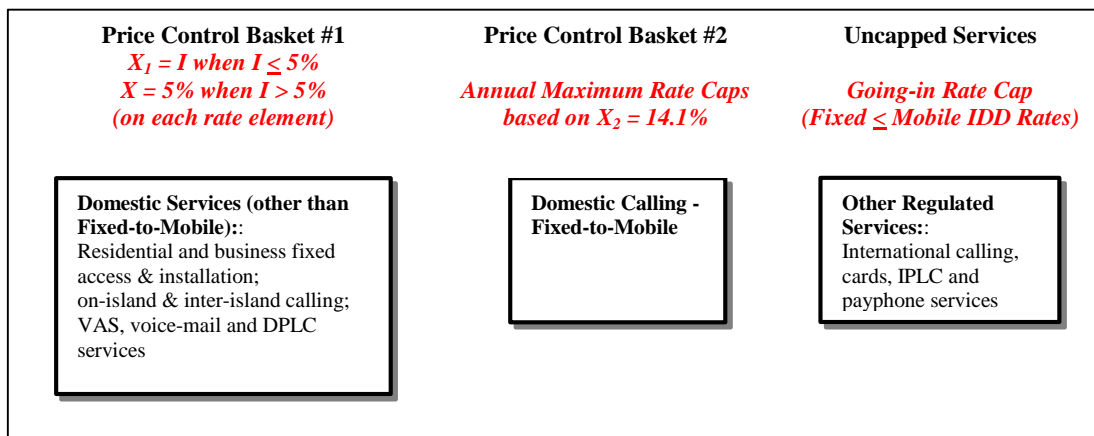 Price Control Basket #1
X1 = I when I ≤ 5%
X = 5% when I > 5%
(on each rate element)
Domestic Services (other than
Fixed-to-Mobile)::
Residential and business fixed
access & installation;
on-island & inter-island calling;
VAS, voice-mail and DPLC
services
Price Control Basket #2
Annual Maximum Rate Caps
based on X2 = 14.1%
Domestic Calling -
Fixed-to-Mobile
Uncapped Services
Going-in Rate Cap
(Fixed ≤ Mobile IDD Rates)
Other Regulated
Services::
International calling,
cards, IPLC and
payphone services